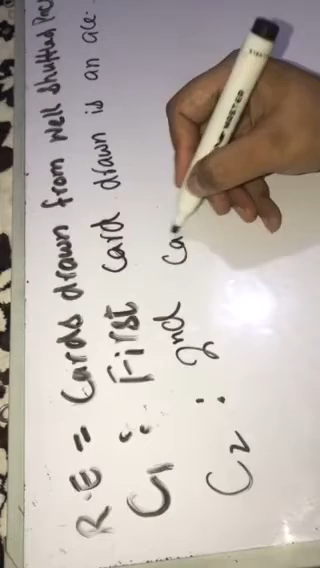 R.E = Cards drawn from well shuffled
C1 : First card drawn is an ace.
C2 : 2nd ca